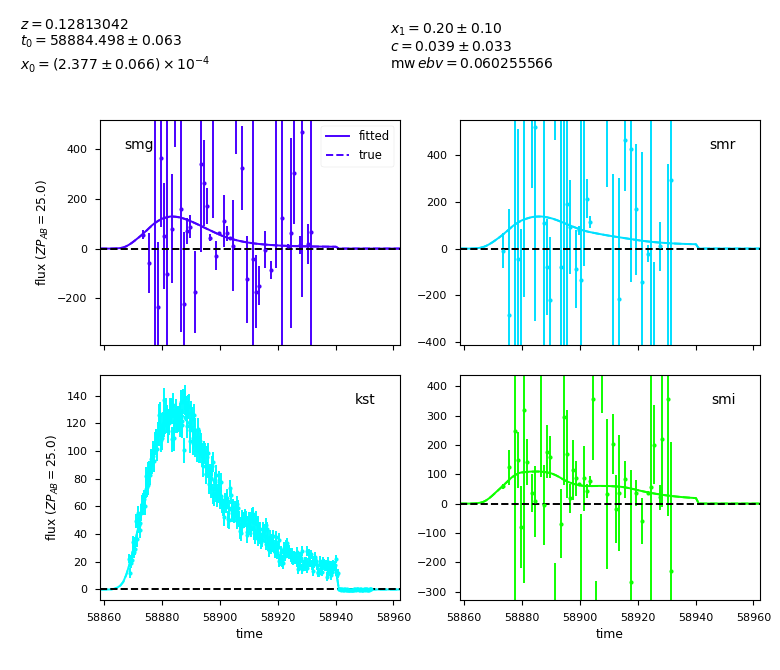 z = 0.12813042
t₀ = 58884.498 ± 0.063
x₀ = (2.377 ± 0.066) × 10⁻⁴
x₁ = 0.20 ± 0.10
c = 0.039 ± 0.033
mw ebv = 0.060255566
smg
fitted
true
flux (ZP_AB = 25.0)
400
200
0
−200
smr
400
200
0
−200
−400
kst
flux (ZP_AB = 25.0)
140
120
100
80
60
40
20
0
58860 58880 58900 58920 58940 58960
time
smi
400
300
200
100
0
−100
−200
−300
58860 58880 58900 58920 58940 58960
time